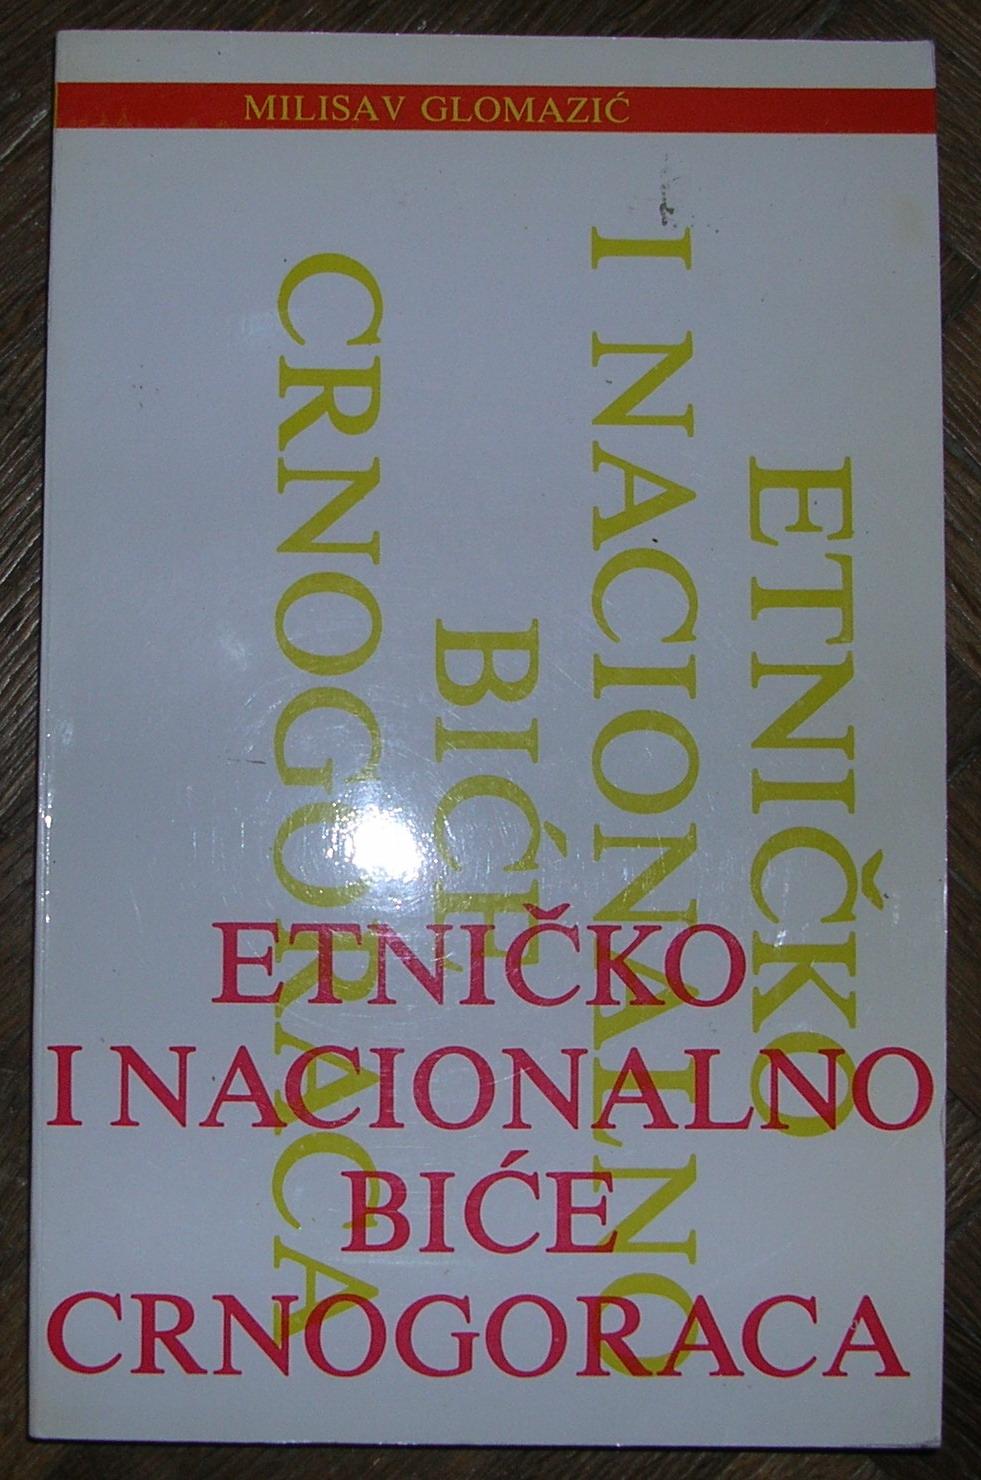 MILISAV GLOMAZIĆ
ETNIČKO
I NACIONALNO
BIĆE
CRNOGORACA
ETNIČKO
I NACIONALNO
BIĆE
CRNOGORACA